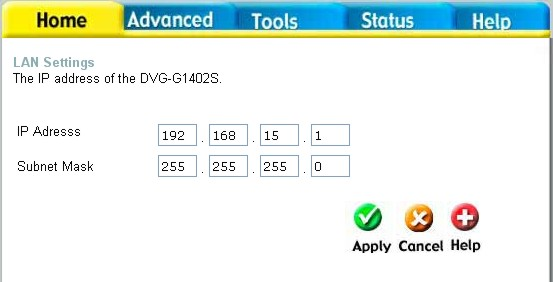 Home Advanced Tools Status Help
LAN Settings
The IP address of the DVG-G1402S.
IP Adresss 192 . 168 . 15 . 1
Subnet Mask 255 . 255 . 255 . 0
Apply Cancel Help